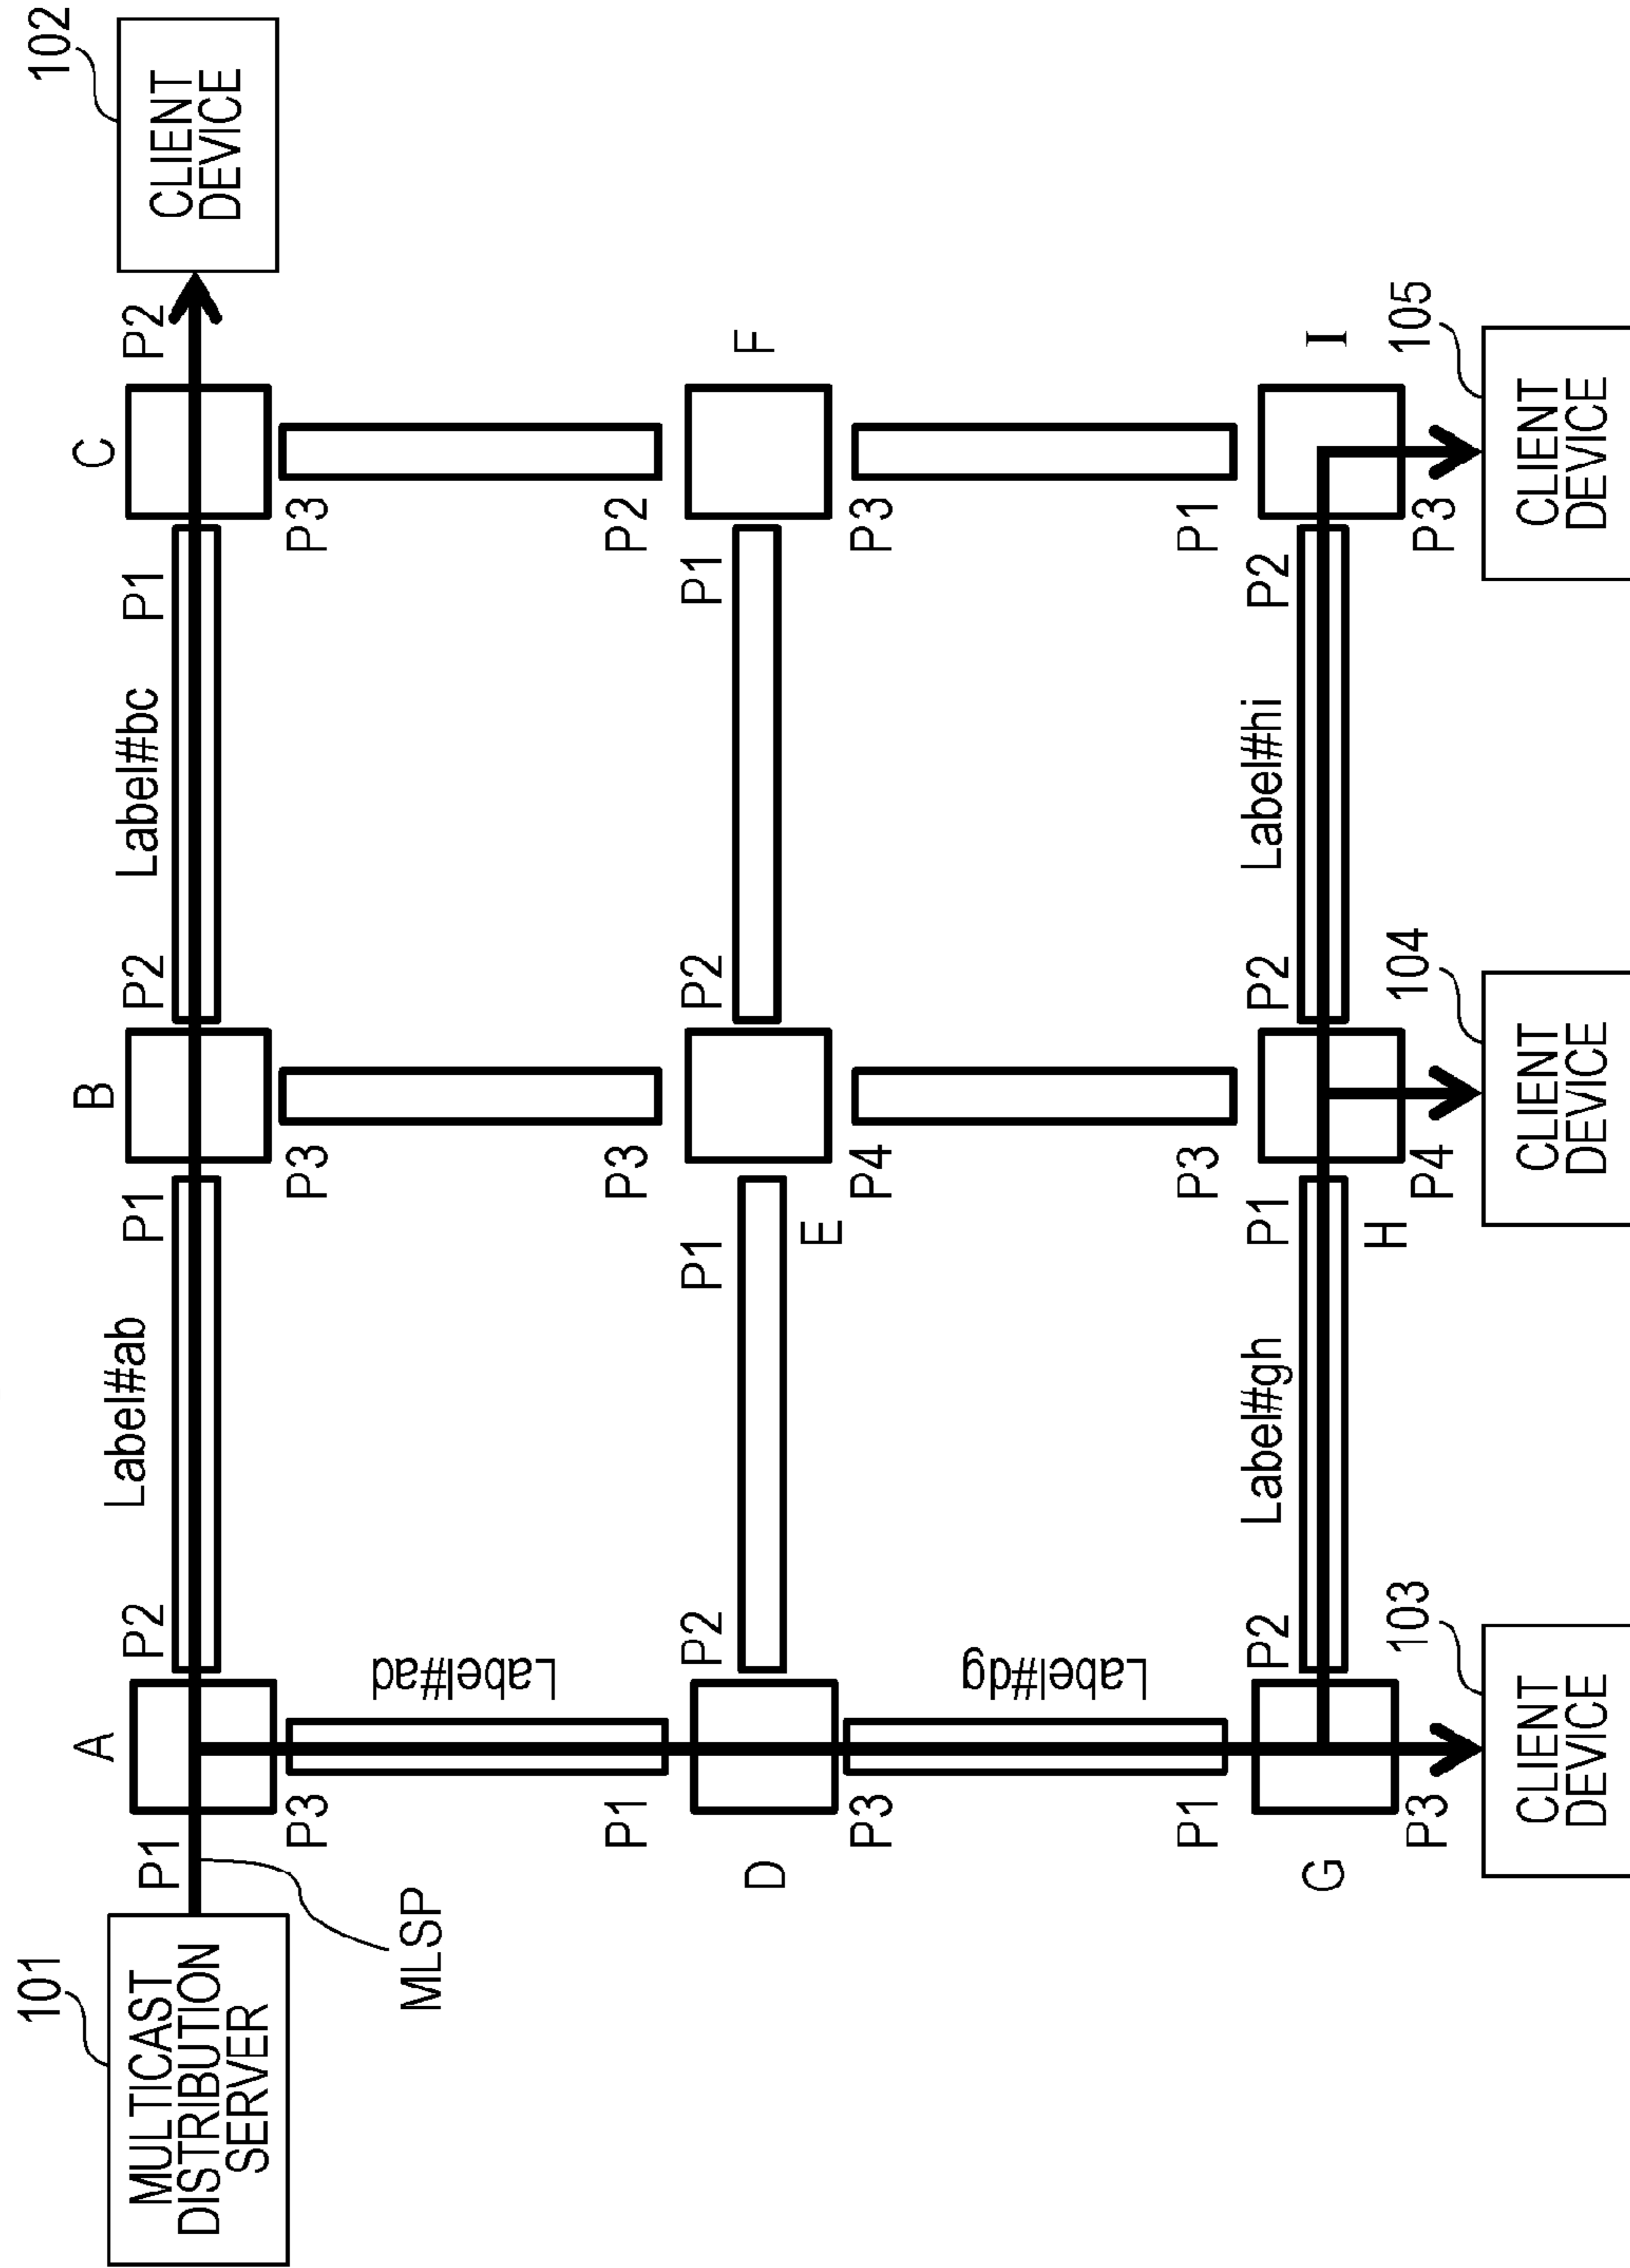 101
MULTICAST
DISTRIBUTION
SERVER
P1
MLSP
A
P2
Label#ab
P1
B
P2
Label#bc
P1
C
P2
102
CLIENT
DEVICE
P3
P3
P3
Label#ad
P1
P3
P2
D
P2
P1
E
P2
P1
F
P3
P4
P3
Label#dg
P1
P3
P1
G
P2
Label#gh
P1
H
P2
Label#hi
P2
I
P3
P4
P3
103
CLIENT
DEVICE
104
CLIENT
DEVICE
105
CLIENT
DEVICE